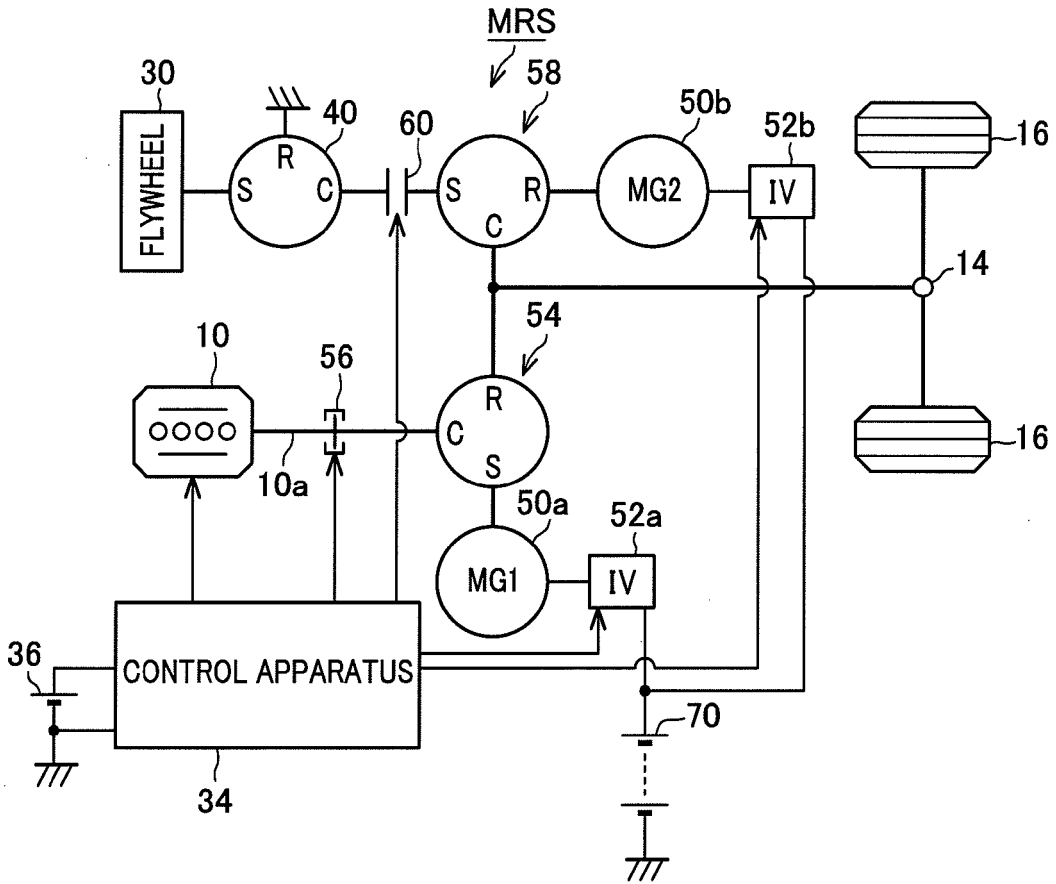 MRS
30
40
60
58
50b
52b
16
FLYWHEEL
R
S
C
S
R
C
MG2
IV
14
54
10
56
R
C
S
10a
16
50a
52a
MG1
IV
36
CONTROL APPARATUS
70
34